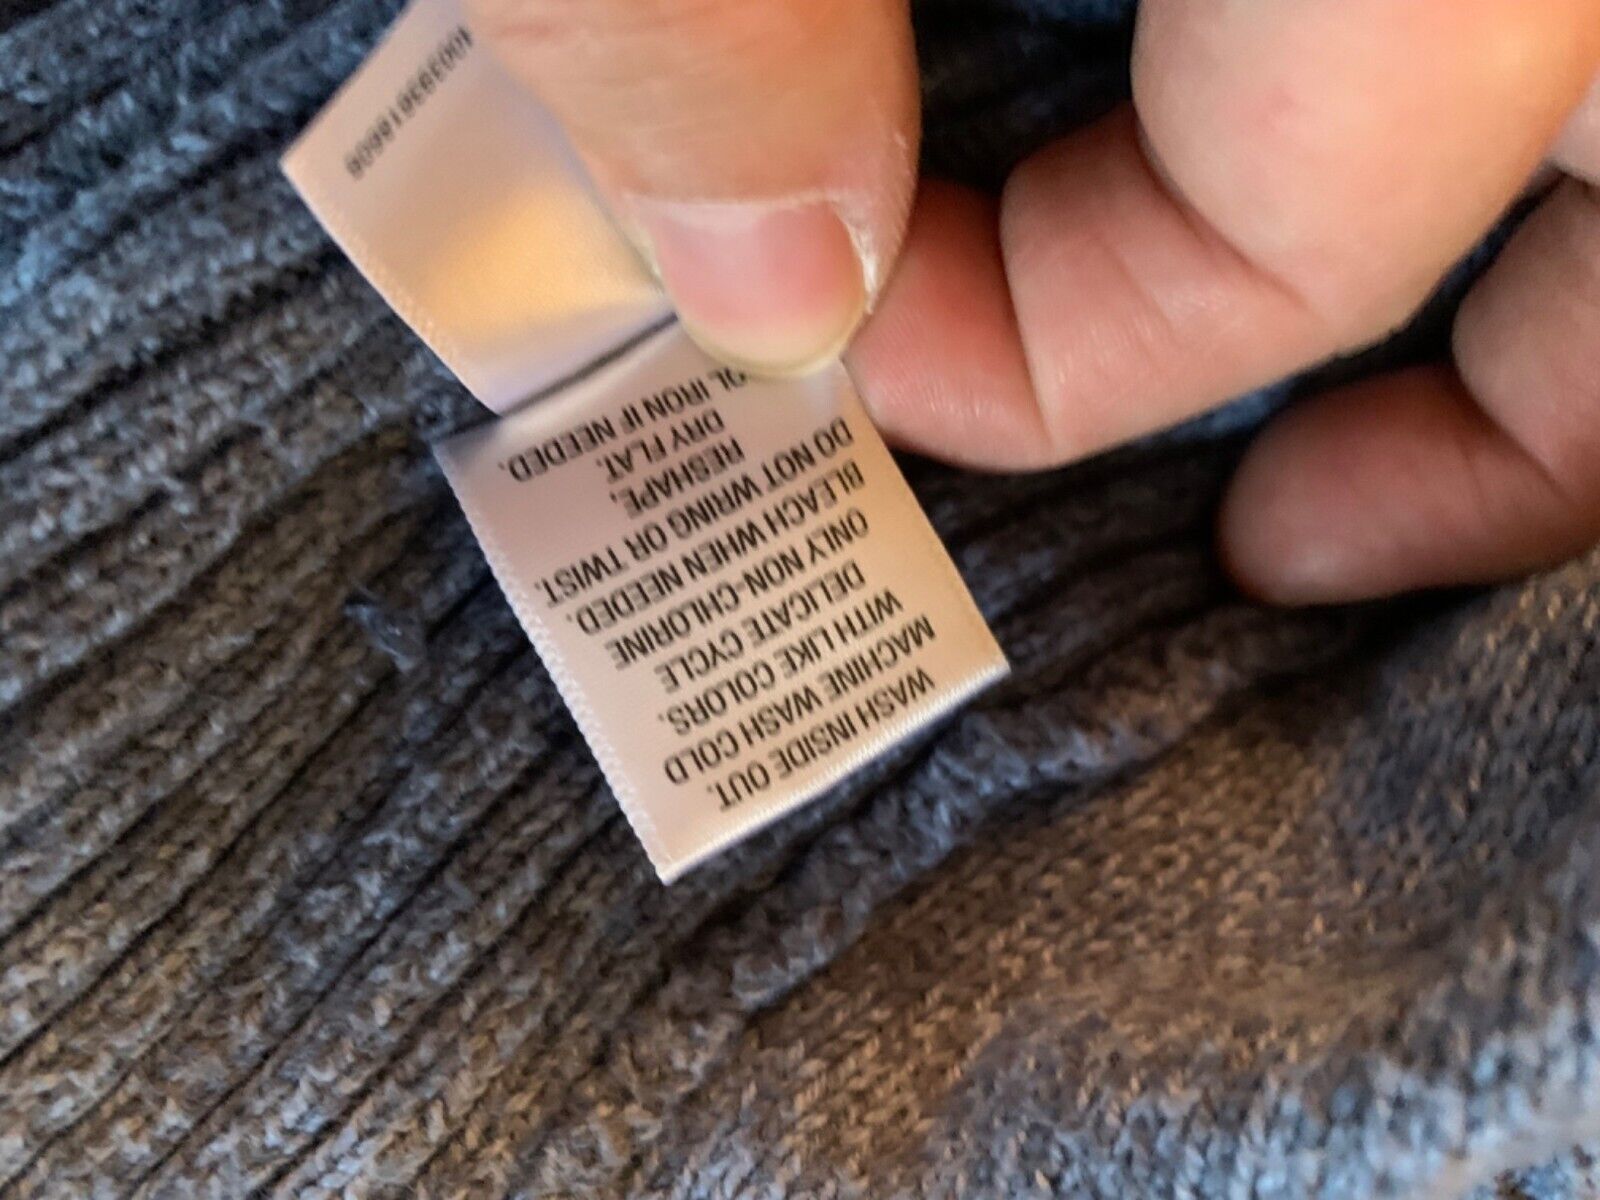 WASH INSIDE OUT.
MACHINE WASH COLD
WITH LIKE COLORS.
DELICATE CYCLE
ONLY NON-CHLORINE
BLEACH WHEN NEEDED.
DO NOT WRING OR TWIST.
RESHAPE,
DRY FLAT.
OL IRON IF NEEDED.